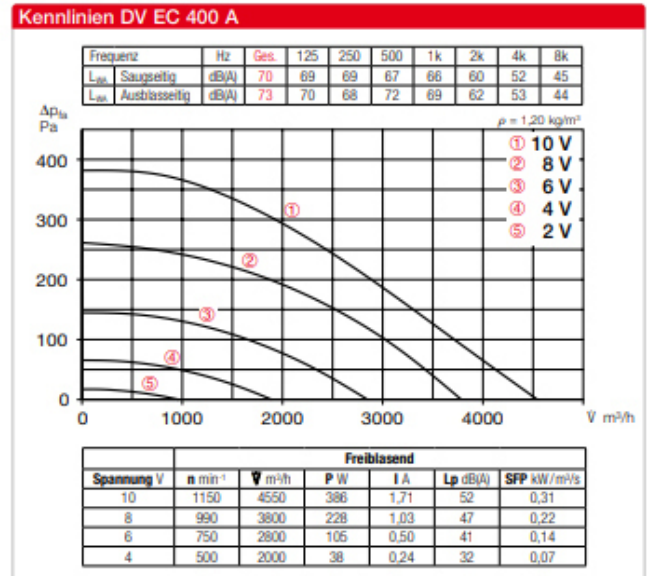 Kennlinien DV EC 400 A
Frequenz Hz Ges. 125 250 500 1k 2k 4k 8k
LWA Saugseitig dB(A) 70 69 69 67 66 60 52 45
LWA Ausblasseitig dB(A) 73 70 68 72 69 62 53 44
Δpfa
Pa
ρ = 1,20 kg/m³
① 10 V
② 8 V
③ 6 V
④ 4 V
⑤ 2 V
400
300
200
100
0
①
②
③
④
⑤
0 1000 2000 3000 4000 V̇ m³/h
Freiblasend
Spannung V n min⁻¹ V̇ m³/h P W I A Lp dB(A) SFP kW/m³/s
10 1150 4550 386 1,71 52 0,31
8 990 3800 228 1,03 47 0,22
6 750 2800 105 0,50 41 0,14
4 500 2000 38 0,24 32 0,07